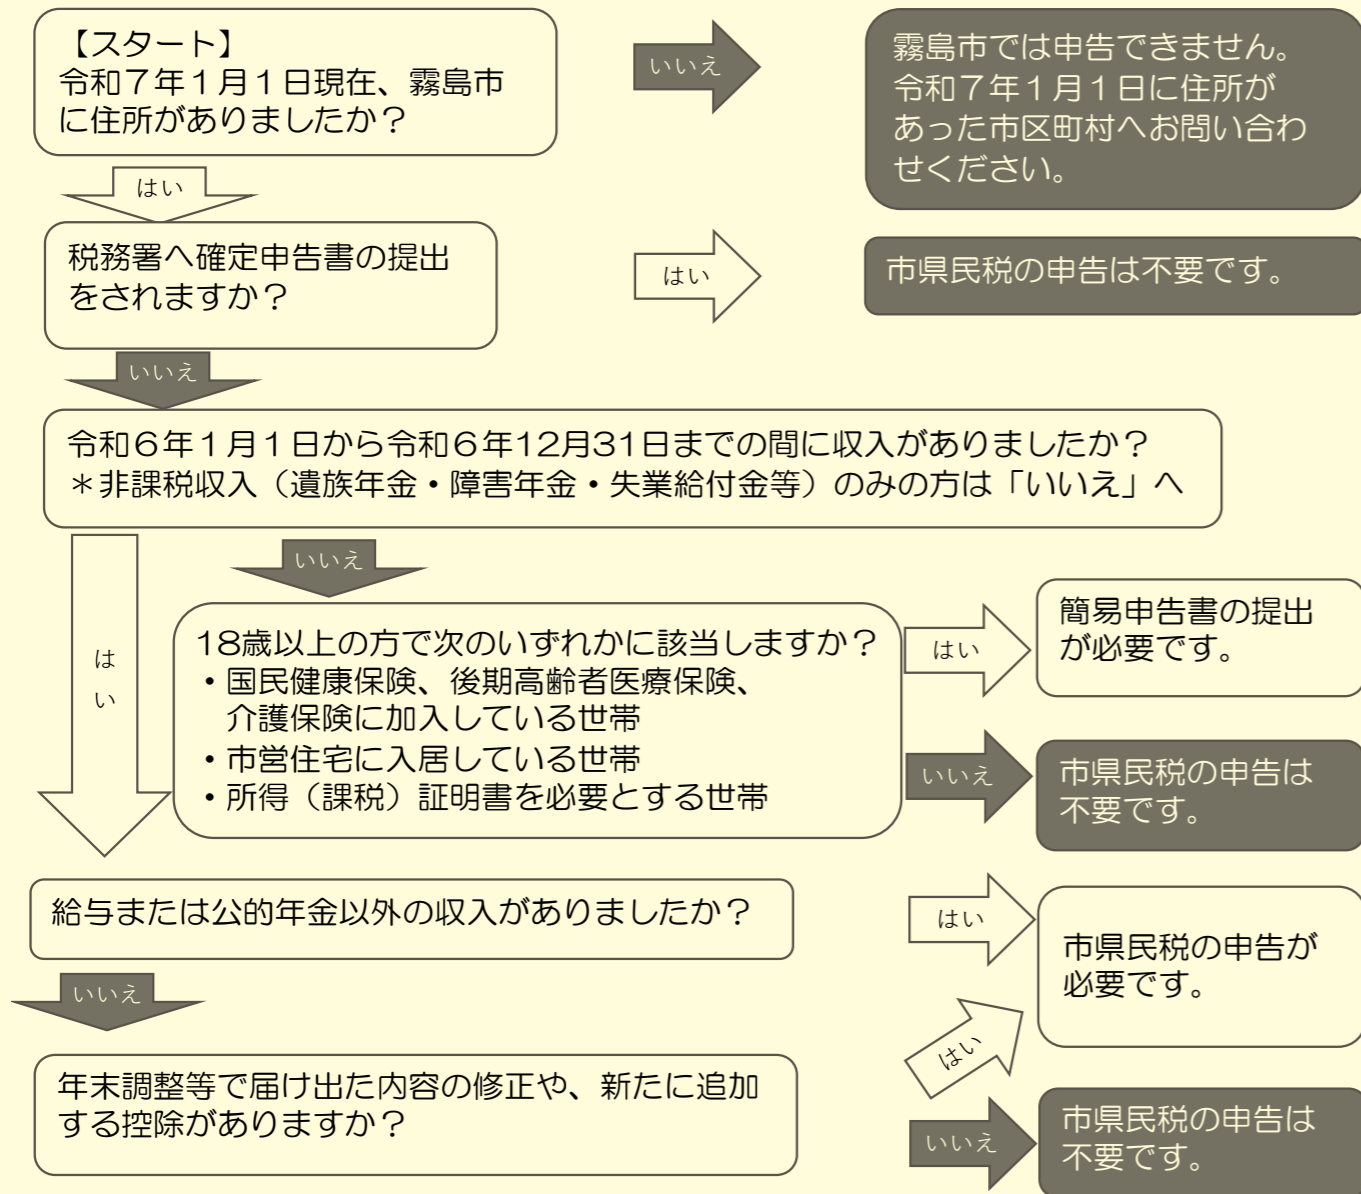 【スタート】
令和７年１月１日現在、霧島市
に住所がありましたか？
いいえ
霧島市では申告できません。
令和７年１月１日に住所が
あった市区町村へお問い合わ
せください。
はい
税務署へ確定申告書の提出
をされますか？
はい
市県民税の申告は不要です。
いいえ
令和６年１月１日から令和６年12月31日までの間に収入がありましたか？
＊非課税収入（遺族年金・障害年金・失業給付金等）のみの方は「いいえ」へ
はい
いいえ
18歳以上の方で次のいずれかに該当しますか？
・国民健康保険、後期高齢者医療保険、
介護保険に加入している世帯
・市営住宅に入居している世帯
・所得（課税）証明書を必要とする世帯
はい
簡易申告書の提出
が必要です。
いいえ
市県民税の申告は
不要です。
給与または公的年金以外の収入がありましたか？
はい
市県民税の申告が
必要です。
いいえ
年末調整等で届け出た内容の修正や、新たに追加
する控除がありますか？
はい
いいえ
市県民税の申告は
不要です。